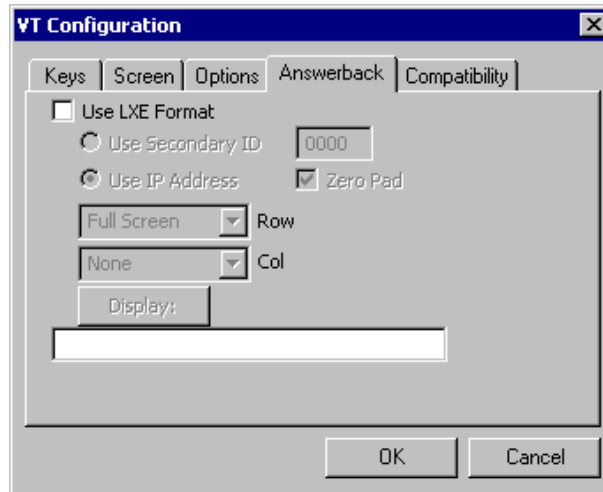 VT Configuration
Keys Screen Options Answerback Compatibility
Use LXE Format
Use Secondary ID 0000
Use IP Address Zero Pad
Full Screen Row
None Col
Display:
OK Cancel